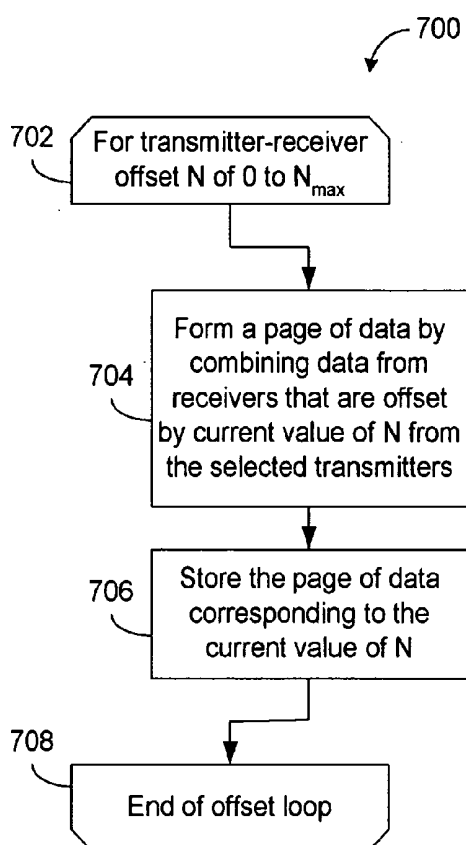 700
702
For transmitter-receiver
offset N of 0 to Nmax
704
Form a page of data by
combining data from
receivers that are offset
by current value of N from
the selected transmitters
706
Store the page of data
corresponding to the
current value of N
708
End of offset loop